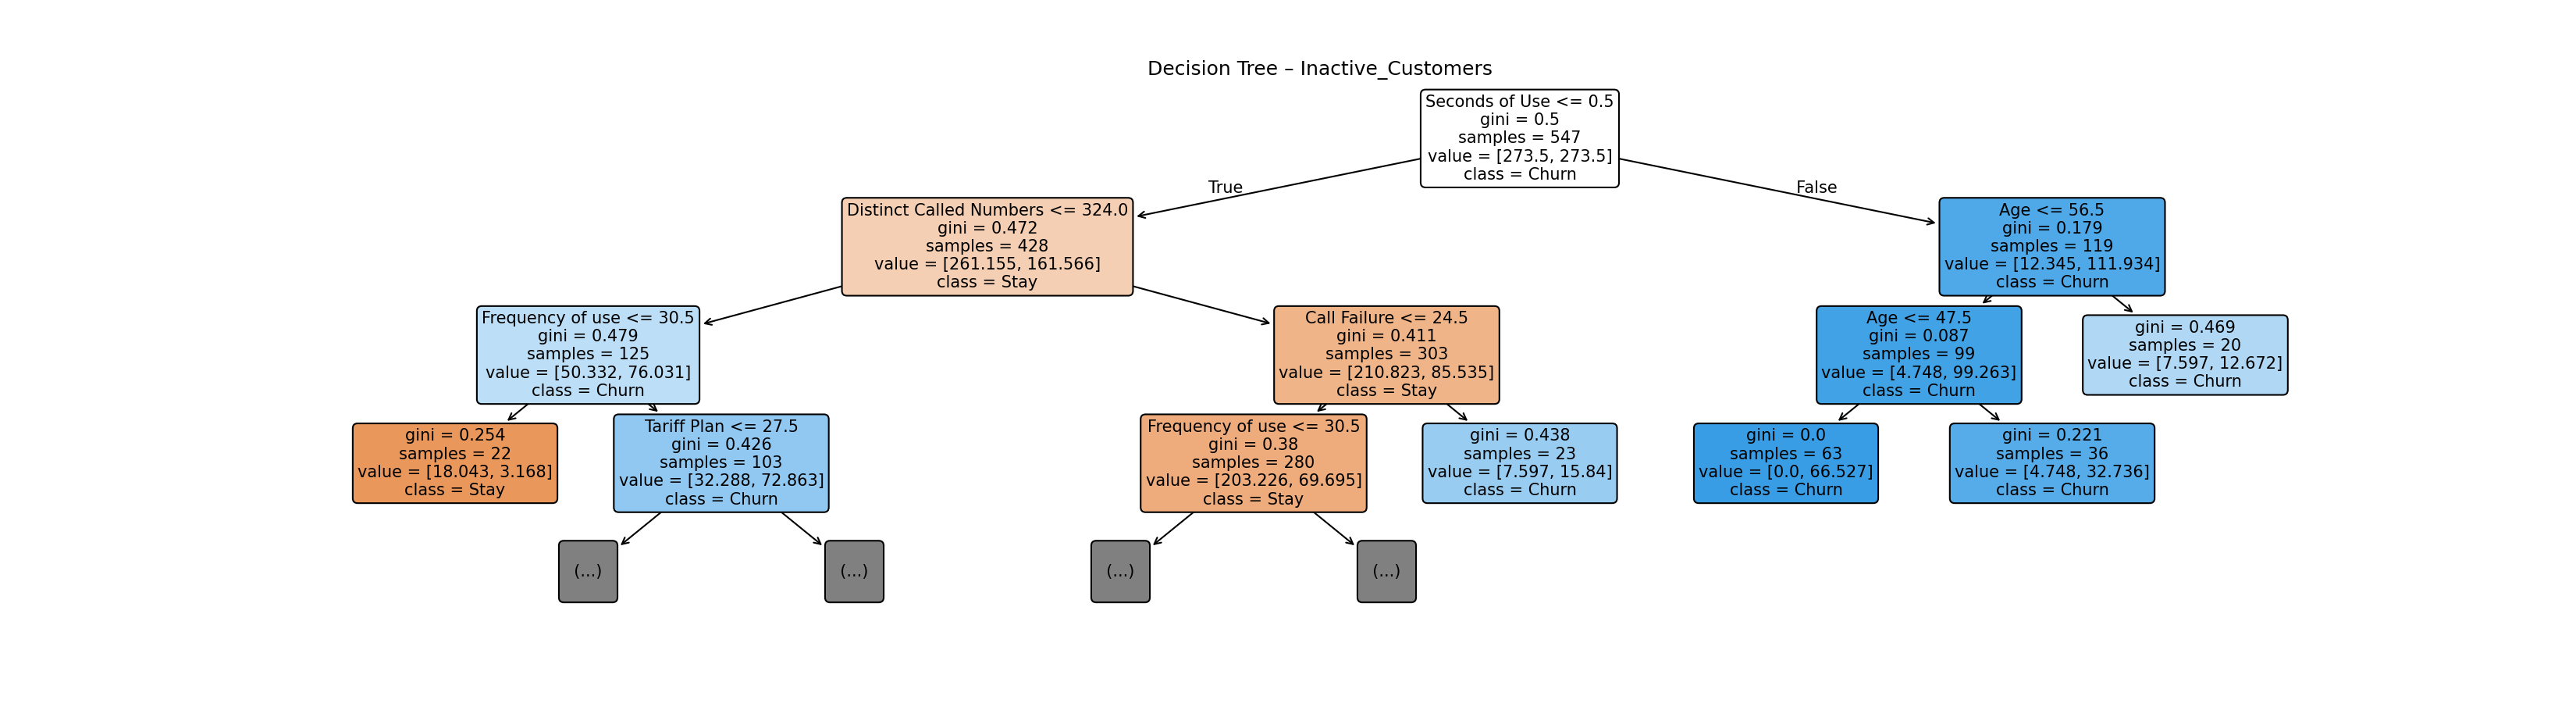 Decision Tree – Inactive_Customers
Seconds of Use <= 0.5
gini = 0.5
samples = 547
value = [273.5, 273.5]
class = Churn
True
False
Distinct Called Numbers <= 324.0
gini = 0.472
samples = 428
value = [261.155, 161.566]
class = Stay
Age <= 56.5
gini = 0.179
samples = 119
value = [12.345, 111.934]
class = Churn
Frequency of use <= 30.5
gini = 0.479
samples = 125
value = [50.332, 76.031]
class = Churn
Call Failure <= 24.5
gini = 0.411
samples = 303
value = [210.823, 85.535]
class = Stay
Age <= 47.5
gini = 0.087
samples = 99
value = [4.748, 99.263]
class = Churn
gini = 0.469
samples = 20
value = [7.597, 12.672]
class = Churn
gini = 0.254
samples = 22
value = [18.043, 3.168]
class = Stay
Tariff Plan <= 27.5
gini = 0.426
samples = 103
value = [32.288, 72.863]
class = Churn
Frequency of use <= 30.5
gini = 0.38
samples = 280
value = [203.226, 69.695]
class = Stay
gini = 0.438
samples = 23
value = [7.597, 15.84]
class = Churn
gini = 0.0
samples = 63
value = [0.0, 66.527]
class = Churn
gini = 0.221
samples = 36
value = [4.748, 32.736]
class = Churn
(...)
(...)
(...)
(...)